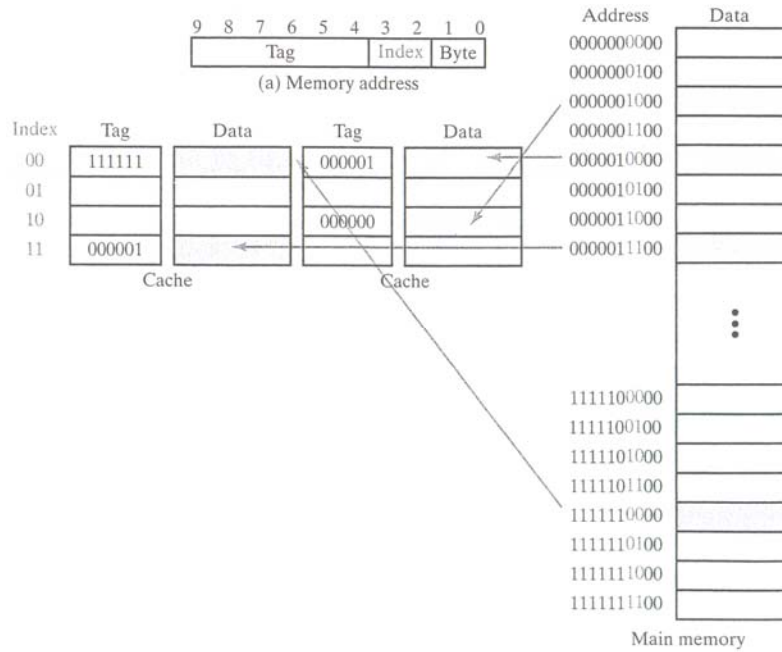 Address Data
9 8 7 6 5 4 3 2 1 0
Tag Index Byte
(a) Memory address
0000000000
0000000100
0000001000
0000001100
0000010000
0000010100
0000011000
0000011100
Index Tag Data Tag Data
00 111111 000001
01
10 000000
11 000001
Cache Cache
1111100000
1111100100
1111101000
1111101100
1111110000
1111110100
1111111000
1111111100
Main memory